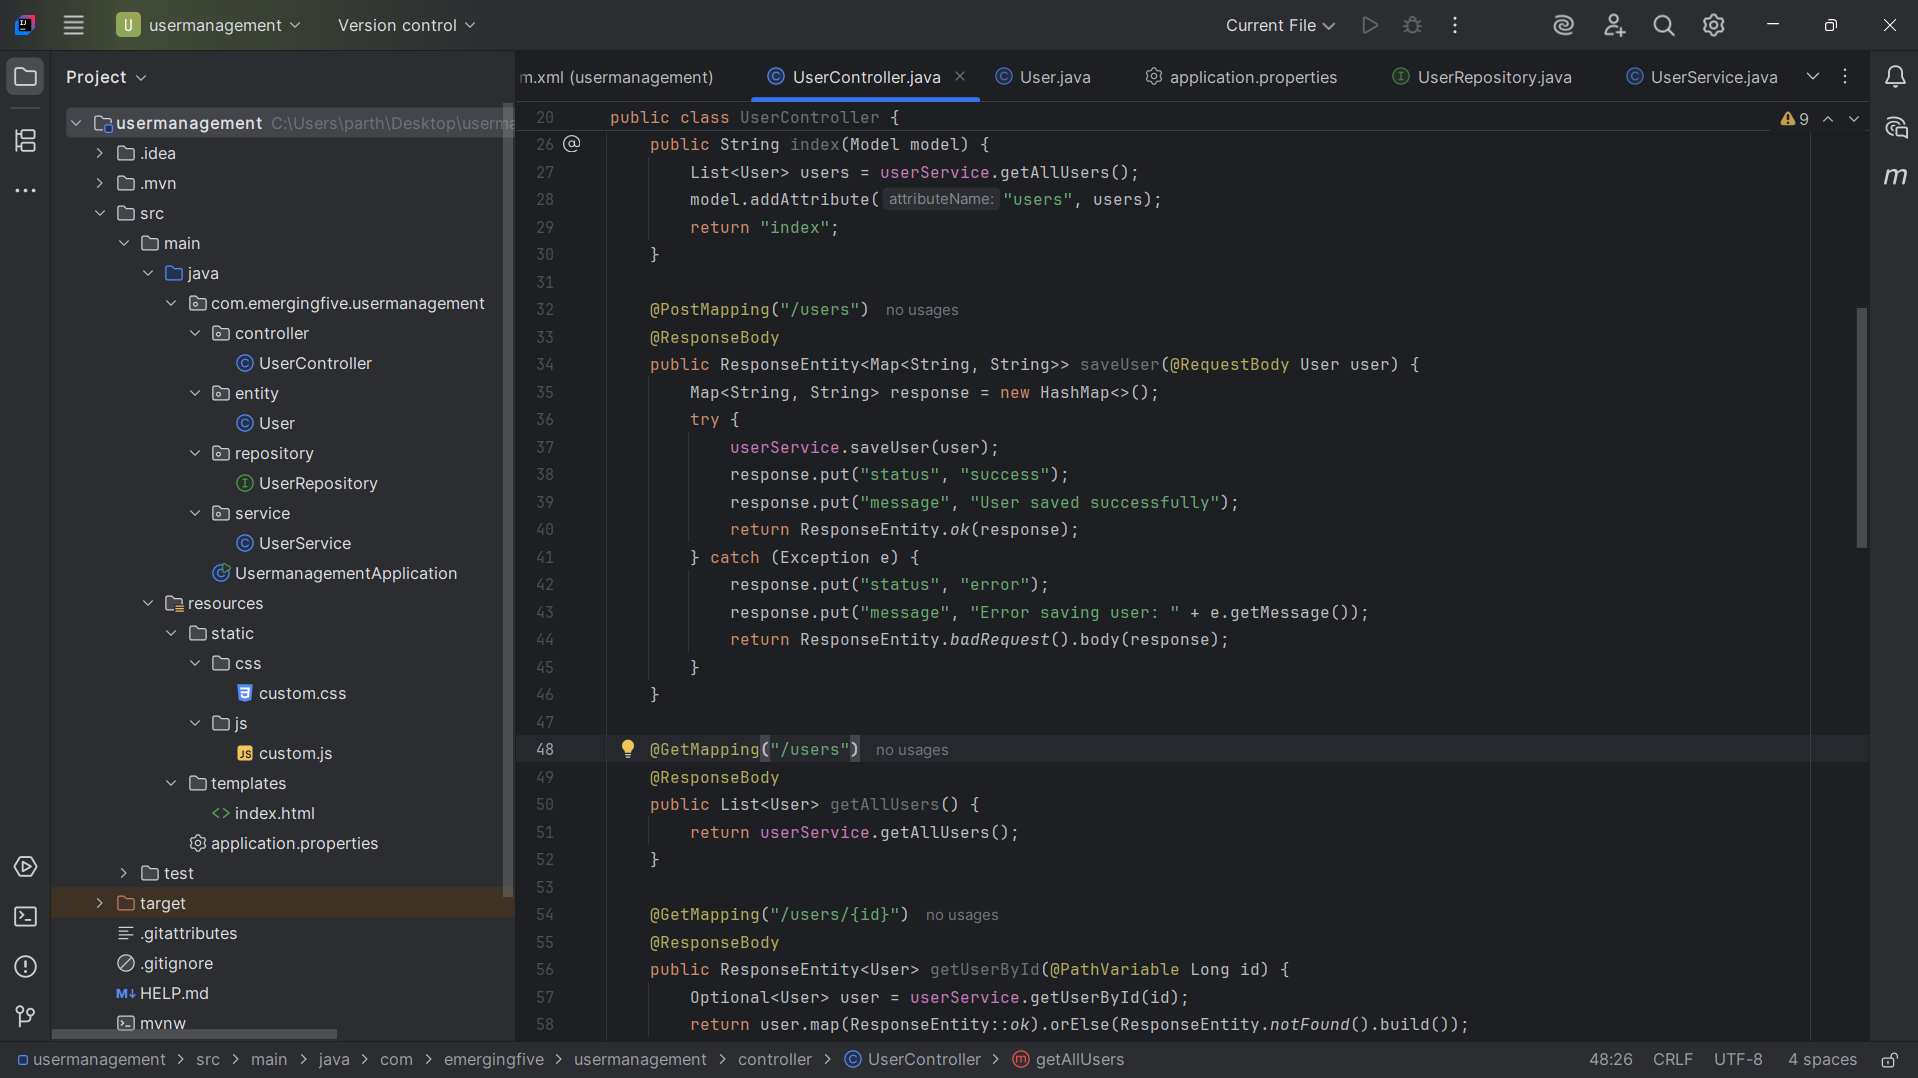 U usermanagement
Version control
Current File
Project
usermanagement C:\Users\parth\Desktop\userma
.idea
.mvn
src
main
java
com.emergingfive.usermanagement
controller
UserController
entity
User
repository
UserRepository
service
UserService
UsermanagementApplication
resources
static
css
custom.css
js
JS custom.js
templates
<> index.html
application.properties
test
target
.gitattributes
.gitignore
M↓ HELP.md
mvnw
m.xml (usermanagement)
UserController.java
User.java
application.properties
UserRepository.java
UserService.java
20 public class UserController {
9
26 public String index(Model model) {
27 List<User> users = userService.getAllUsers();
28 model.addAttribute( attributeName: "users", users);
29 return "index";
30 }
31
32 @PostMapping("/users") no usages
33 @ResponseBody
34 public ResponseEntity<Map<String, String>> saveUser(@RequestBody User user) {
35 Map<String, String> response = new HashMap<>();
36 try {
37 userService.saveUser(user);
38 response.put("status", "success");
39 response.put("message", "User saved successfully");
40 return ResponseEntity.ok(response);
41 } catch (Exception e) {
42 response.put("status", "error");
43 response.put("message", "Error saving user: " + e.getMessage());
44 return ResponseEntity.badRequest().body(response);
45 }
46 }
47
48 @GetMapping("/users") no usages
49 @ResponseBody
50 public List<User> getAllUsers() {
51 return userService.getAllUsers();
52 }
53
54 @GetMapping("/users/{id}") no usages
55 @ResponseBody
56 public ResponseEntity<User> getUserById(@PathVariable Long id) {
57 Optional<User> user = userService.getUserById(id);
58 return user.map(ResponseEntity::ok).orElse(ResponseEntity.notFound().build());
m
usermanagement > src > main > java > com > emergingfive > usermanagement > controller > UserController > getAllUsers
48:26 CRLF UTF-8 4 spaces